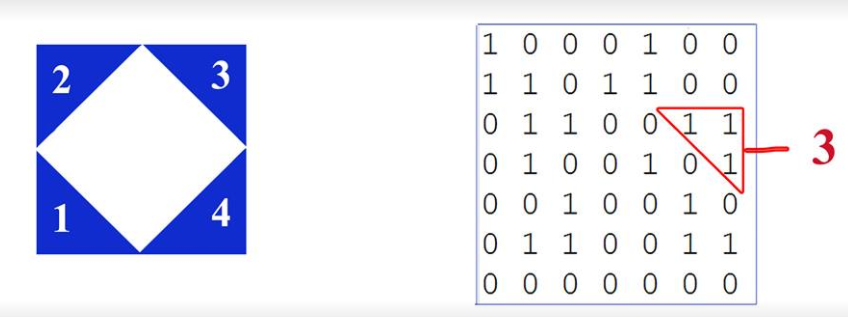 2 3
1 4
1 0 0 0 1 0 0
1 1 0 1 1 0 0
0 1 1 0 0 1 1
0 1 0 0 1 0 1
0 0 1 0 0 1 0
0 1 1 0 0 1 1
0 0 0 0 0 0 0
3